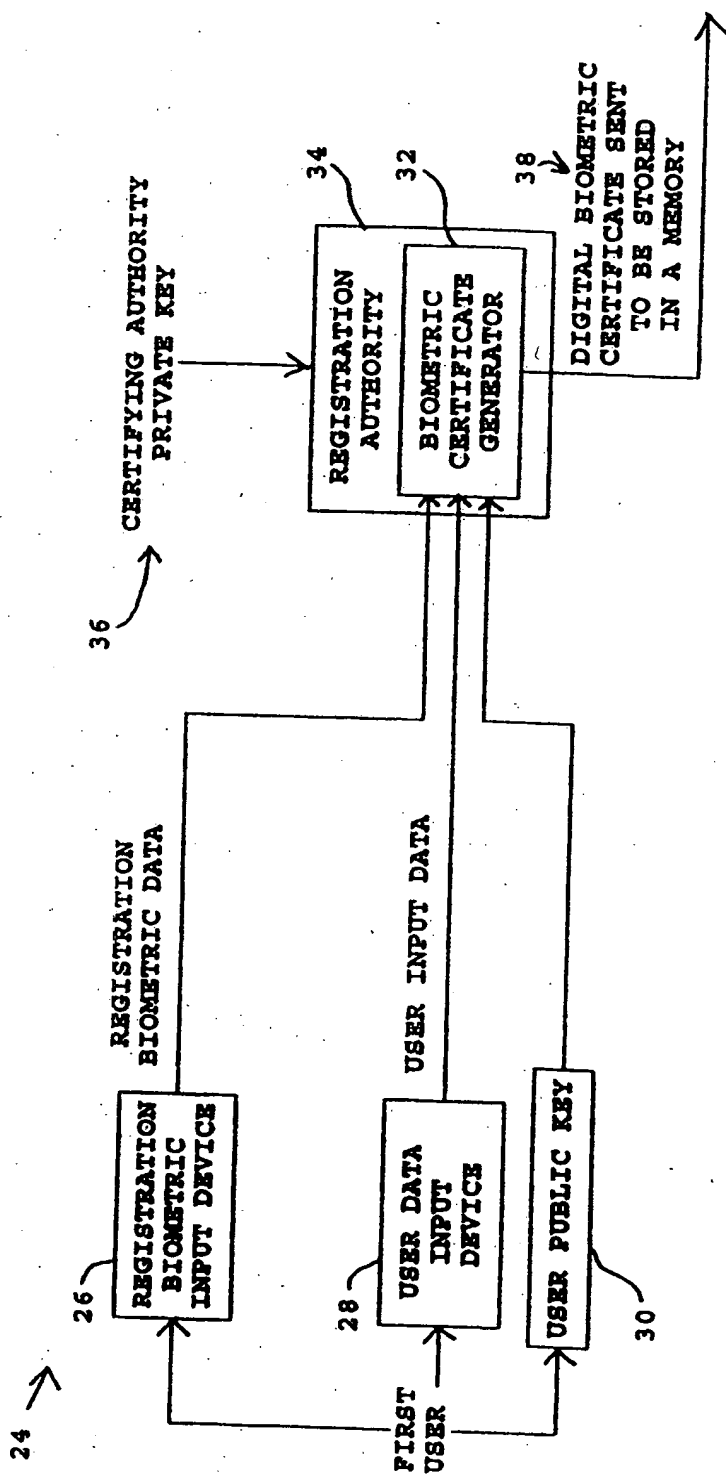 24
26
REGISTRATION
BIOMETRIC
INPUT DEVICE
REGISTRATION
BIOMETRIC DATA
FIRST
USER
28
USER DATA
INPUT
DEVICE
USER INPUT DATA
USER PUBLIC KEY
30
36
CERTIFYING AUTHORITY
PRIVATE KEY
34
REGISTRATION
AUTHORITY
32
BIOMETRIC
CERTIFICATE
GENERATOR
38
DIGITAL BIOMETRIC
CERTIFICATE SENT
TO BE STORED
IN A MEMORY